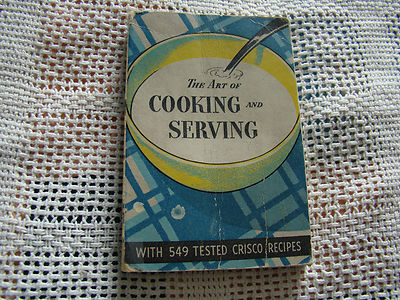 THE ART OF
COOKING AND
SERVING
WITH 549 TESTED CRISCO RECIPES